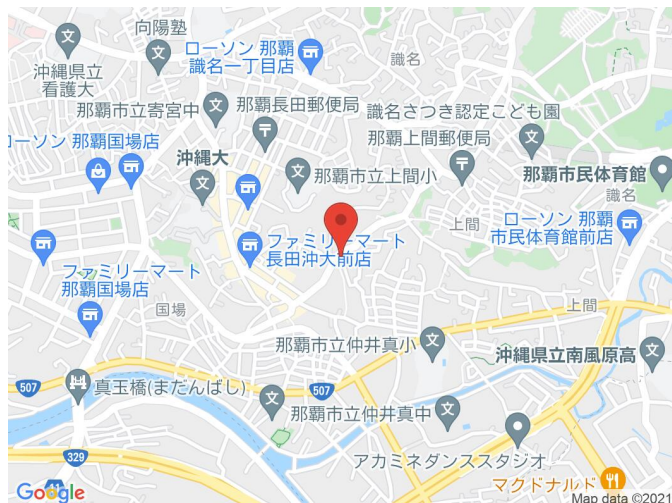 向陽塾
ローソン 那覇
識名一丁目店
識名
沖縄県立
看護大
那覇市立寄宮中
那覇長田郵便局
識名さつき認定こども園
那覇上間郵便局
ローソン 那覇国場店
沖縄大
那覇市立上間小
那覇市民体育館
識名
上間
ローソン 那覇
市民体育館前店
ファミリーマート
長田沖大前店
ファミリーマート
那覇国場店
国場
上間
那覇市立仲井真小
沖縄県立南風原高
507
真玉橋(まだんばし)
507
那覇市立仲井真中
アカミネダンススタジオ
329
マクドナルド
Google
Map data ©2021